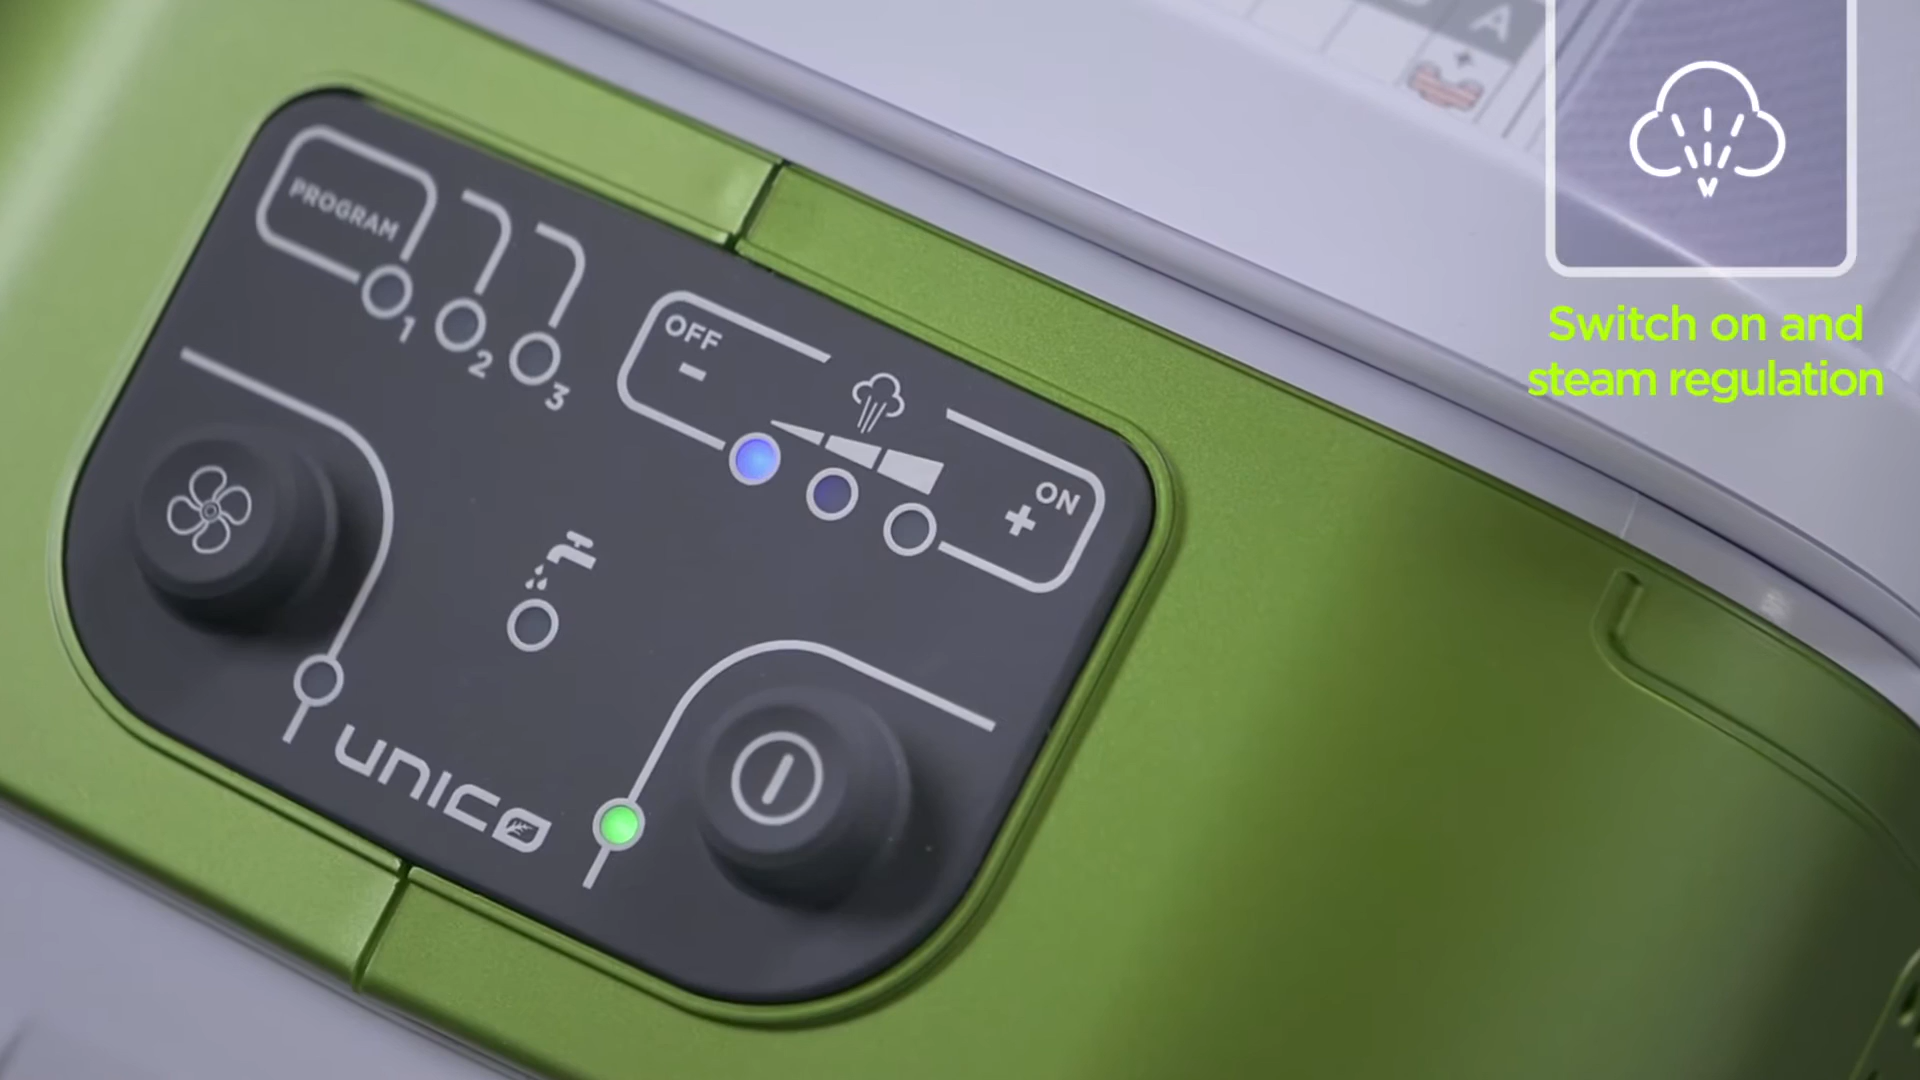 A
PROGRAM
1
2
3
OFF
-
+
ON
UNICO
Switch on and
steam regulation